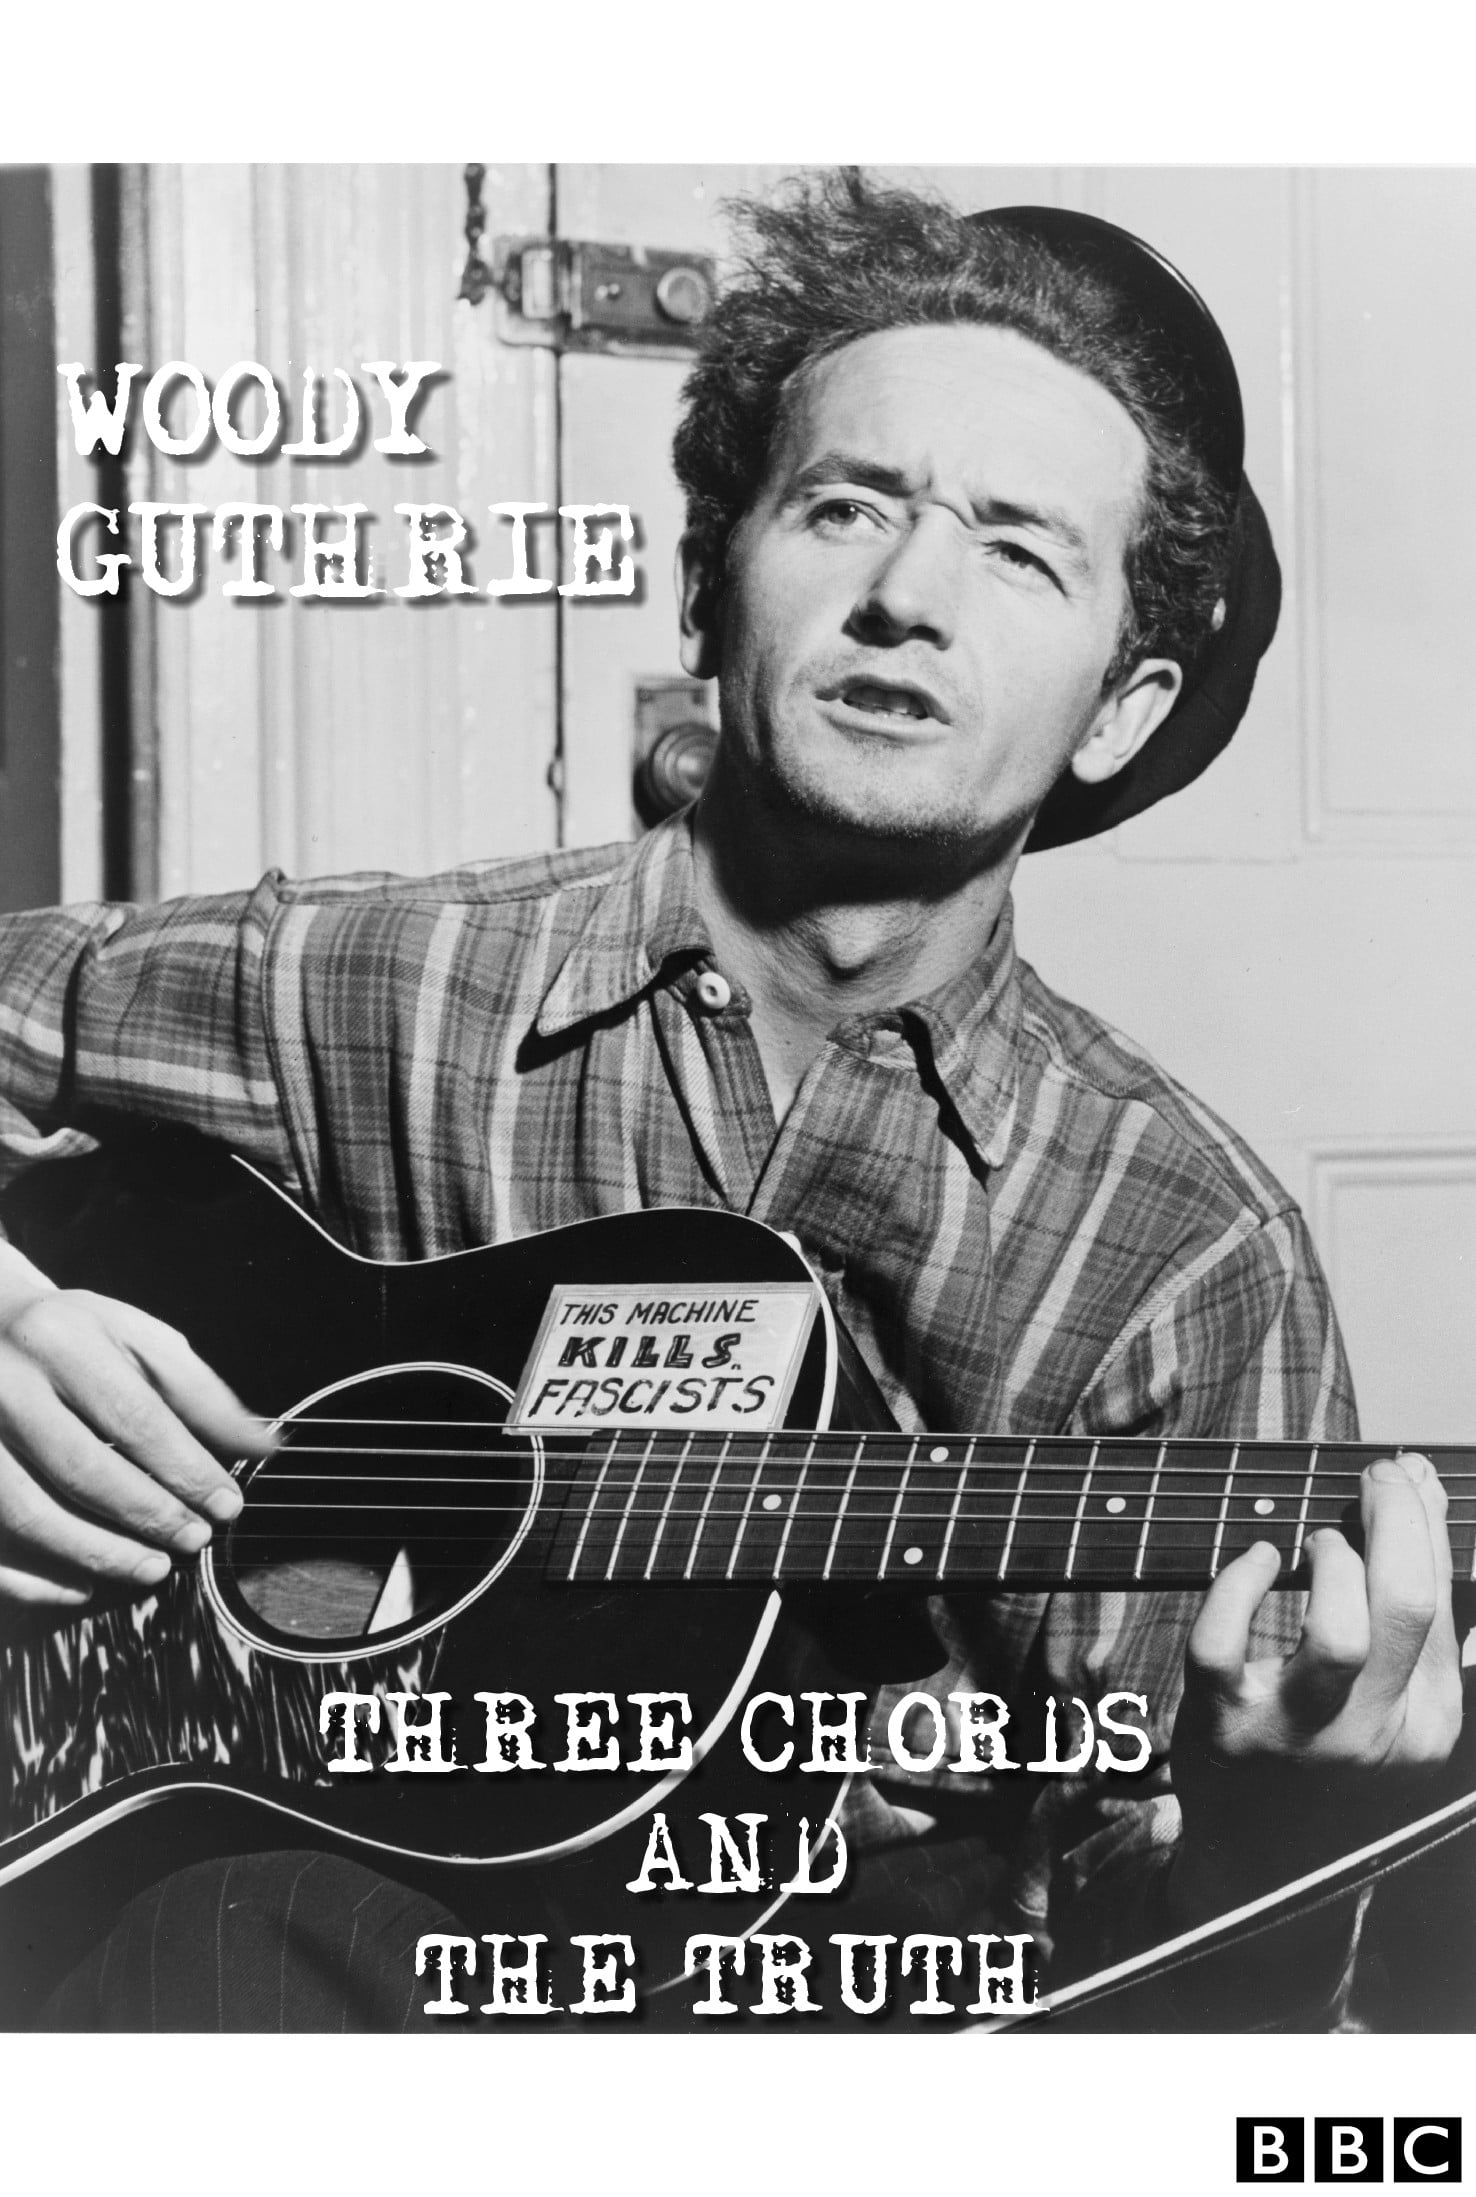 WOODY
GUTHRIE
THIS MACHINE
KILLS
FASCISTS
THREE CHORDS
AND
THE TRUTH
BBC